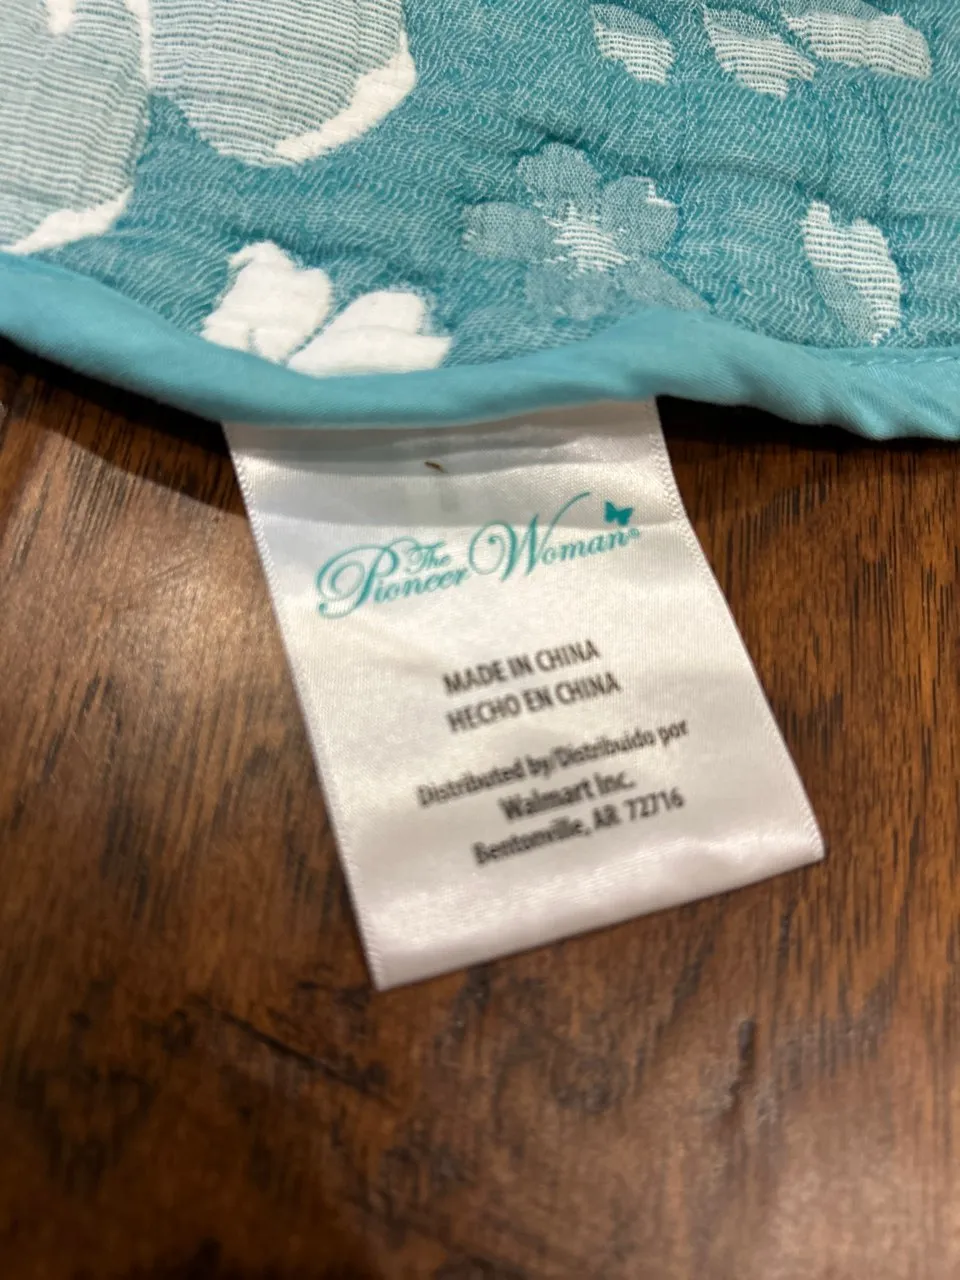 The
Pioneer Woman®
MADE IN CHINA
HECHO EN CHINA
Distributed by/Distribuido por
Walmart Inc.
Bentonville, AR 72716